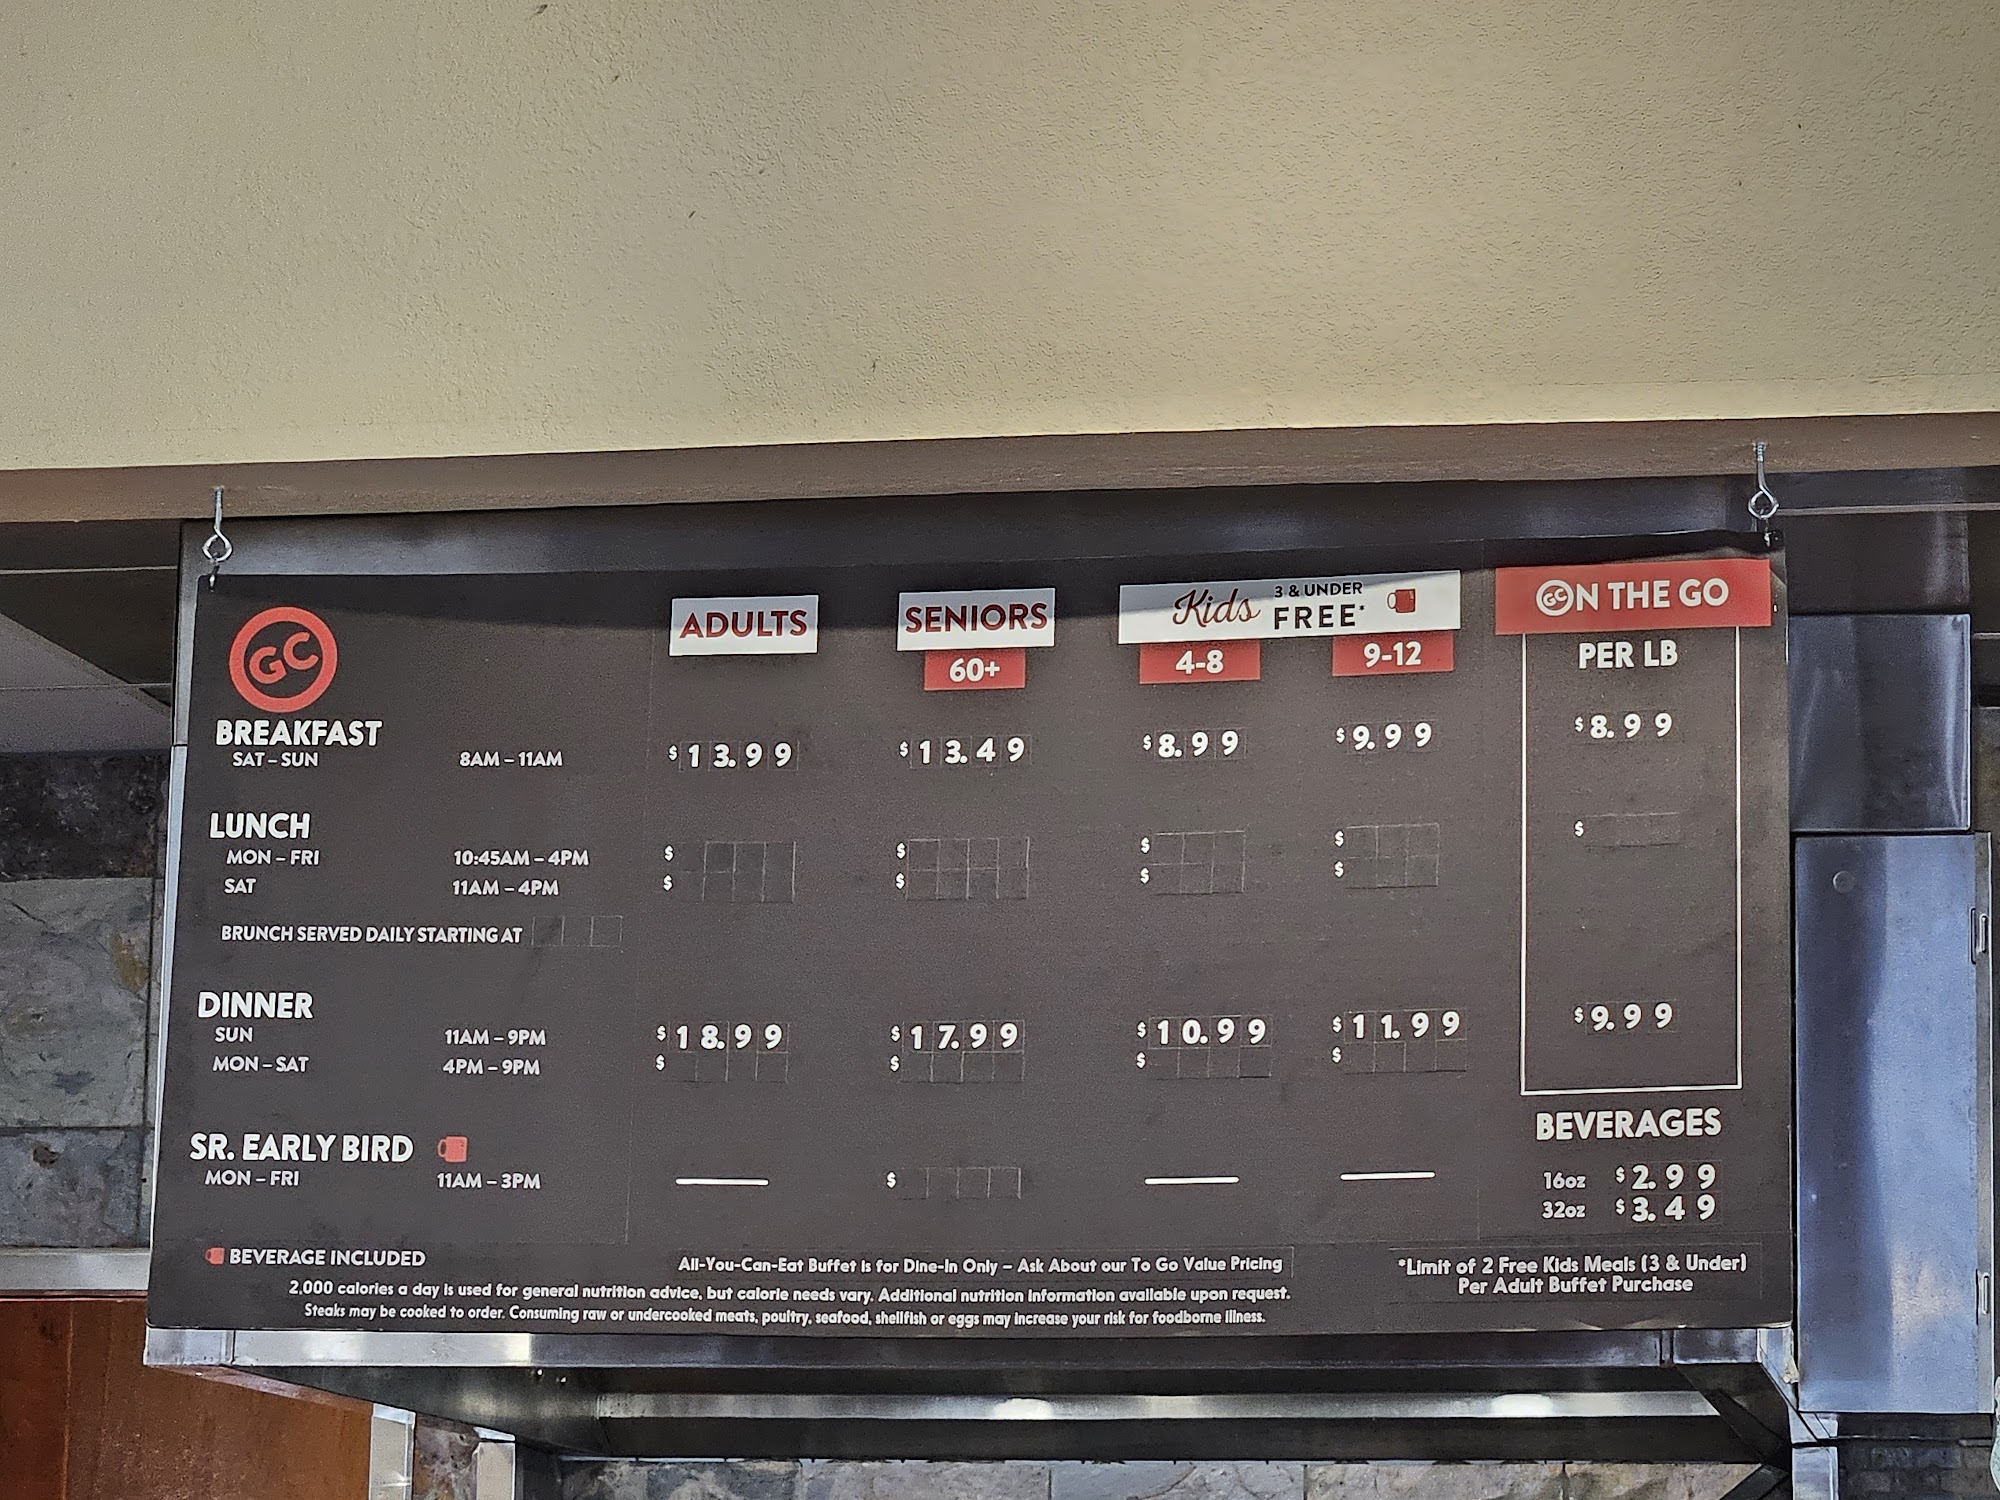 ADULTS SENIORS Kids 3 & UNDER FREE* GC ON THE GO
GC 60+ 4-8 9-12 PER LB
BREAKFAST
SAT – SUN 8AM – 11AM $13.99 $13.49 $8.99 $9.99 $8.99
LUNCH
MON – FRI 10:45AM – 4PM $ $ $ $ $
SAT 11AM – 4PM $ $ $ $
BRUNCH SERVED DAILY STARTING AT
DINNER
SUN 11AM – 9PM $18.99 $17.99 $10.99 $11.99 $9.99
MON – SAT 4PM – 9PM $ $ $ $
SR. EARLY BIRD
MON – FRI 11AM – 3PM $
BEVERAGES
16oz $2.99
32oz $3.49
BEVERAGE INCLUDED
All-You-Can-Eat Buffet is for Dine-In Only – Ask About our To Go Value Pricing
*Limit of 2 Free Kids Meals (3 & Under)
Per Adult Buffet Purchase
2,000 calories a day is used for general nutrition advice, but calorie needs vary. Additional nutrition information available upon request.
Steaks may be cooked to order. Consuming raw or undercooked meats, poultry, seafood, shellfish or eggs may increase your risk for foodborne illness.